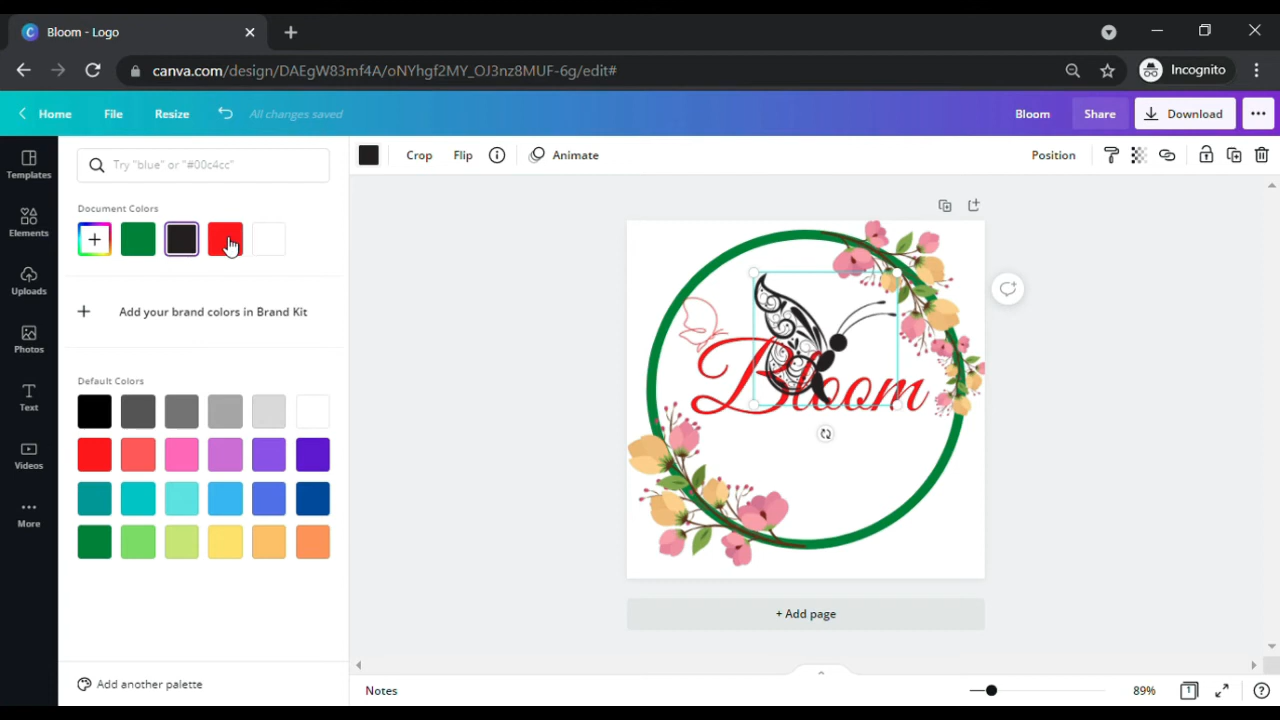 Bloom - Logo
canva.com/design/DAEgW83mf4A/oNYhgf2MY_OJ3nz8MUF-6g/edit#
Incognito
Home
File
Resize
All changes saved
Bloom
Share
Download
Templates
Elements
Uploads
Photos
Text
Videos
More
Try "blue" or "#00c4cc"
Document Colors
Add your brand colors in Brand Kit
Default Colors
Add another palette
Crop
Flip
Animate
Position
Bloom
+ Add page
Notes
89%
1